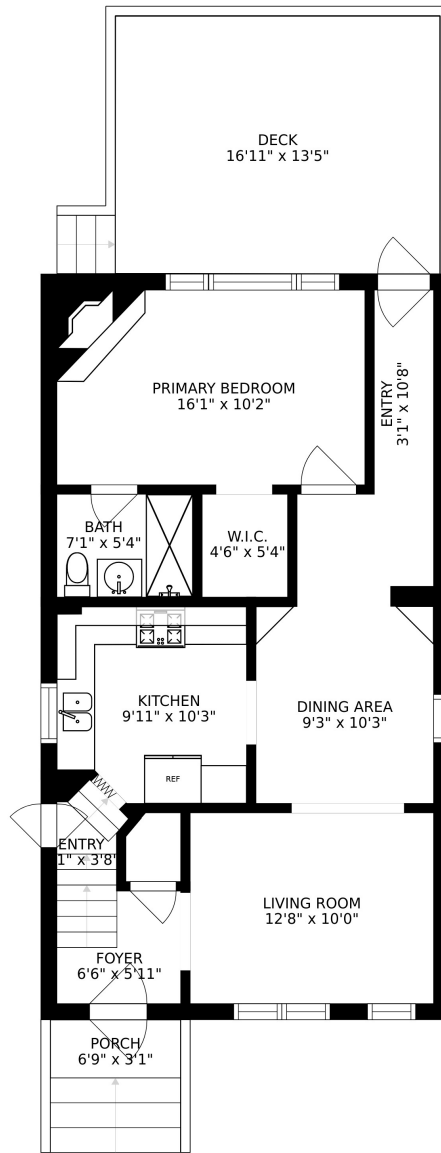 DECK
16'11" x 13'5"
PRIMARY BEDROOM
16'1" x 10'2"
ENTRY
3'1" x 10'8"
BATH
7'1" x 5'4"
W.I.C.
4'6" x 5'4"
KITCHEN
9'11" x 10'3"
DINING AREA
9'3" x 10'3"
REF
ENTRY
1" x 3'8"
LIVING ROOM
12'8" x 10'0"
FOYER
6'6" x 5'11"
PORCH
6'9" x 3'1"